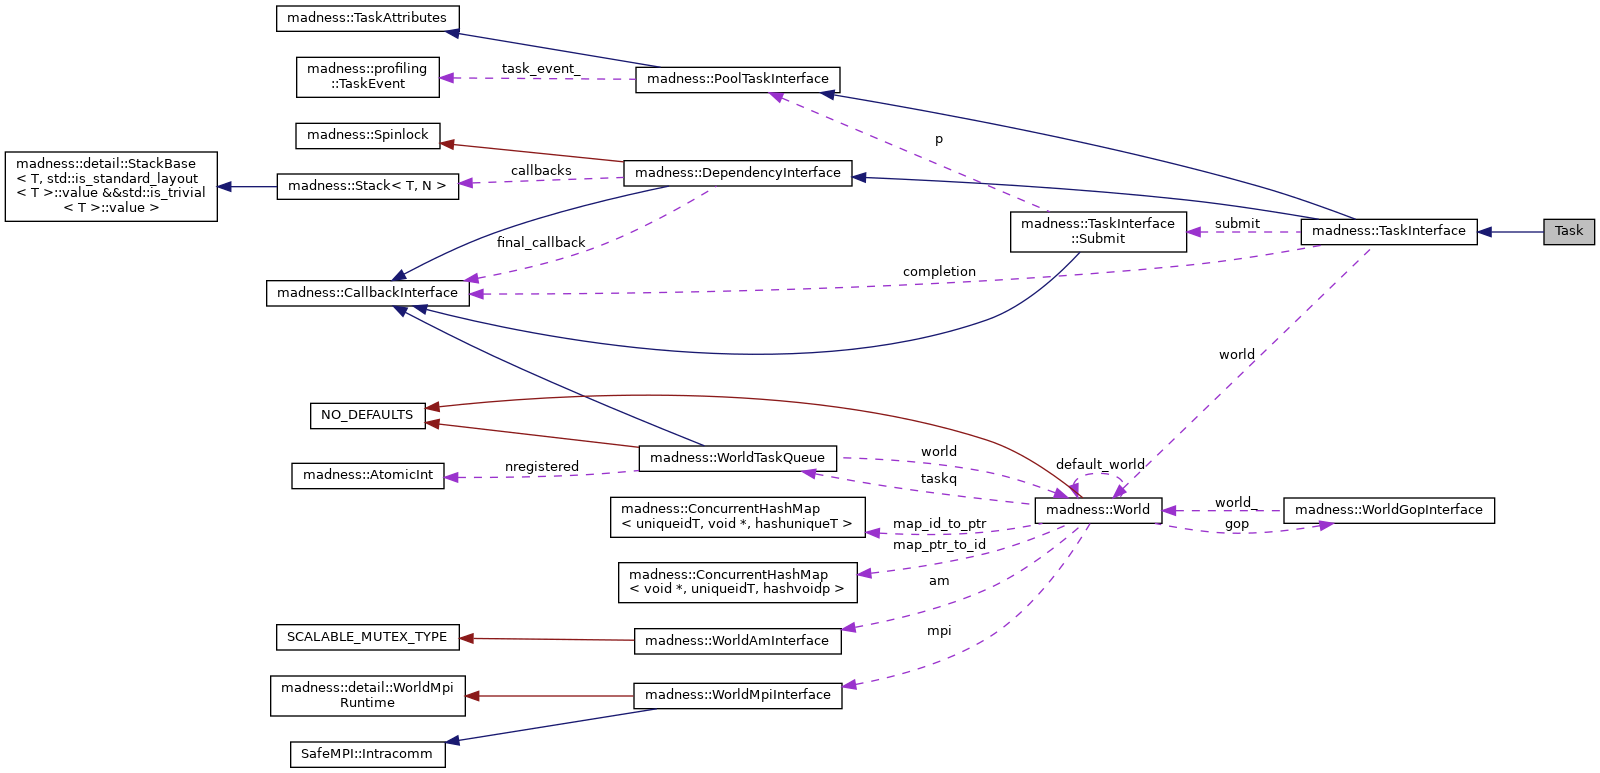 madness::TaskAttributes
madness::profiling
::TaskEvent
task_event_
madness::PoolTaskInterface
madness::Spinlock
p
madness::detail::StackBase
< T, std::is_standard_layout
< T >::value &&std::is_trivial
< T >::value >
madness::Stack< T, N >
callbacks
madness::DependencyInterface
final_callback
madness::TaskInterface
::Submit
submit
madness::TaskInterface
Task
completion
madness::CallbackInterface
world
NO_DEFAULTS
madness::WorldTaskQueue
world
default_world
madness::AtomicInt
nregistered
taskq
madness::ConcurrentHashMap
< uniqueidT, void *, hashuniqueT >
map_id_to_ptr
madness::World
world_
gop
madness::WorldGopInterface
map_ptr_to_id
madness::ConcurrentHashMap
< void *, uniqueidT, hashvoidp >
am
SCALABLE_MUTEX_TYPE
madness::WorldAmInterface
mpi
madness::detail::WorldMpi
Runtime
madness::WorldMpiInterface
SafeMPI::Intracomm